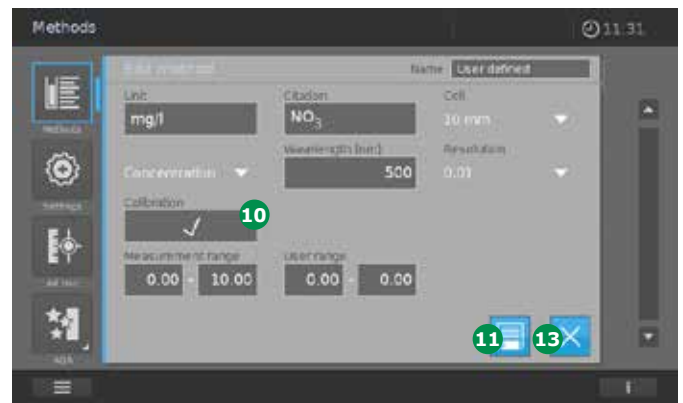 Methods 11:31
Edit method Name User defined
Unit Citation Cell
mg/l NO3 10 mm
Wavelength [nm] Resolution
Concentration 500 0.01
Calibration
10
Measurement range User range
0.00 - 10.00 0.00 - 0.00
11 13
Methods
Settings
AQA
i